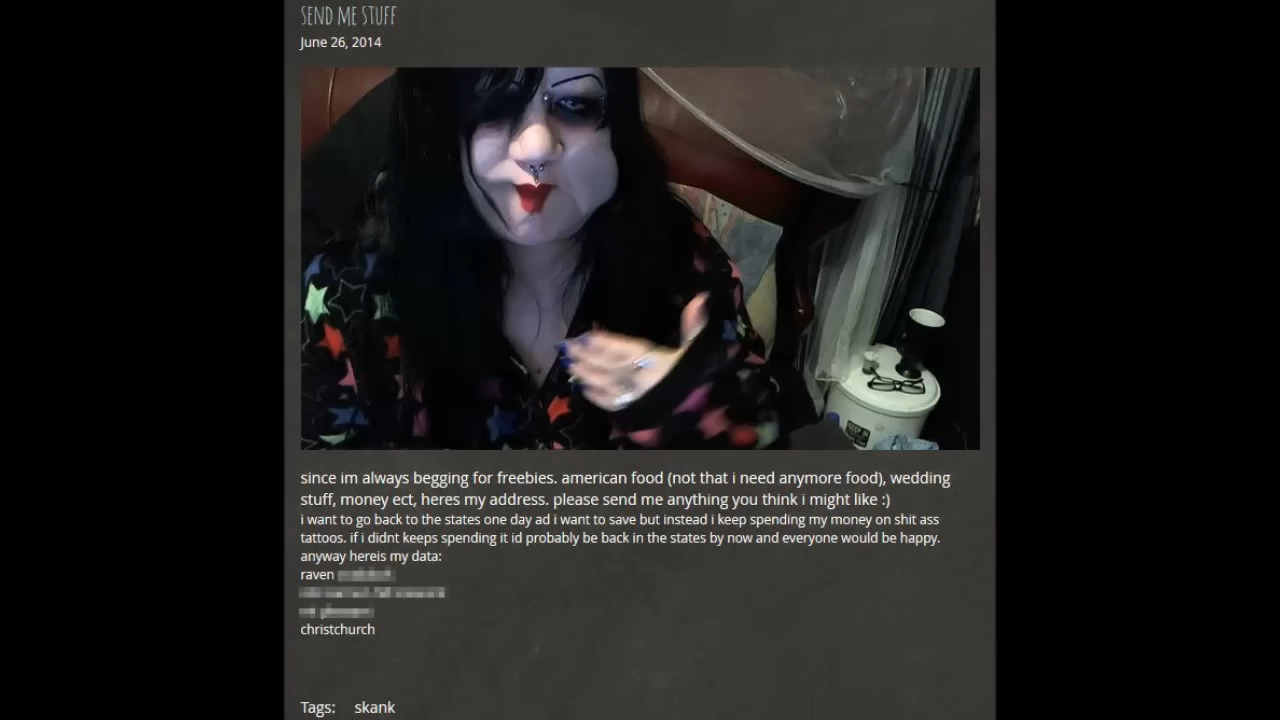 SEND ME STUFF
June 26, 2014
since im always begging for freebies. american food (not that i need anymore food), wedding
stuff, money ect, heres my address. please send me anything you think i might like :)
i want to go back to the states one day ad i want to save but instead i keep spending my money on shit ass
tattoos. if i didnt keeps spending it id probably be back in the states by now and everyone would be happy.
anyway hereis my data:
raven
christchurch
Tags: skank